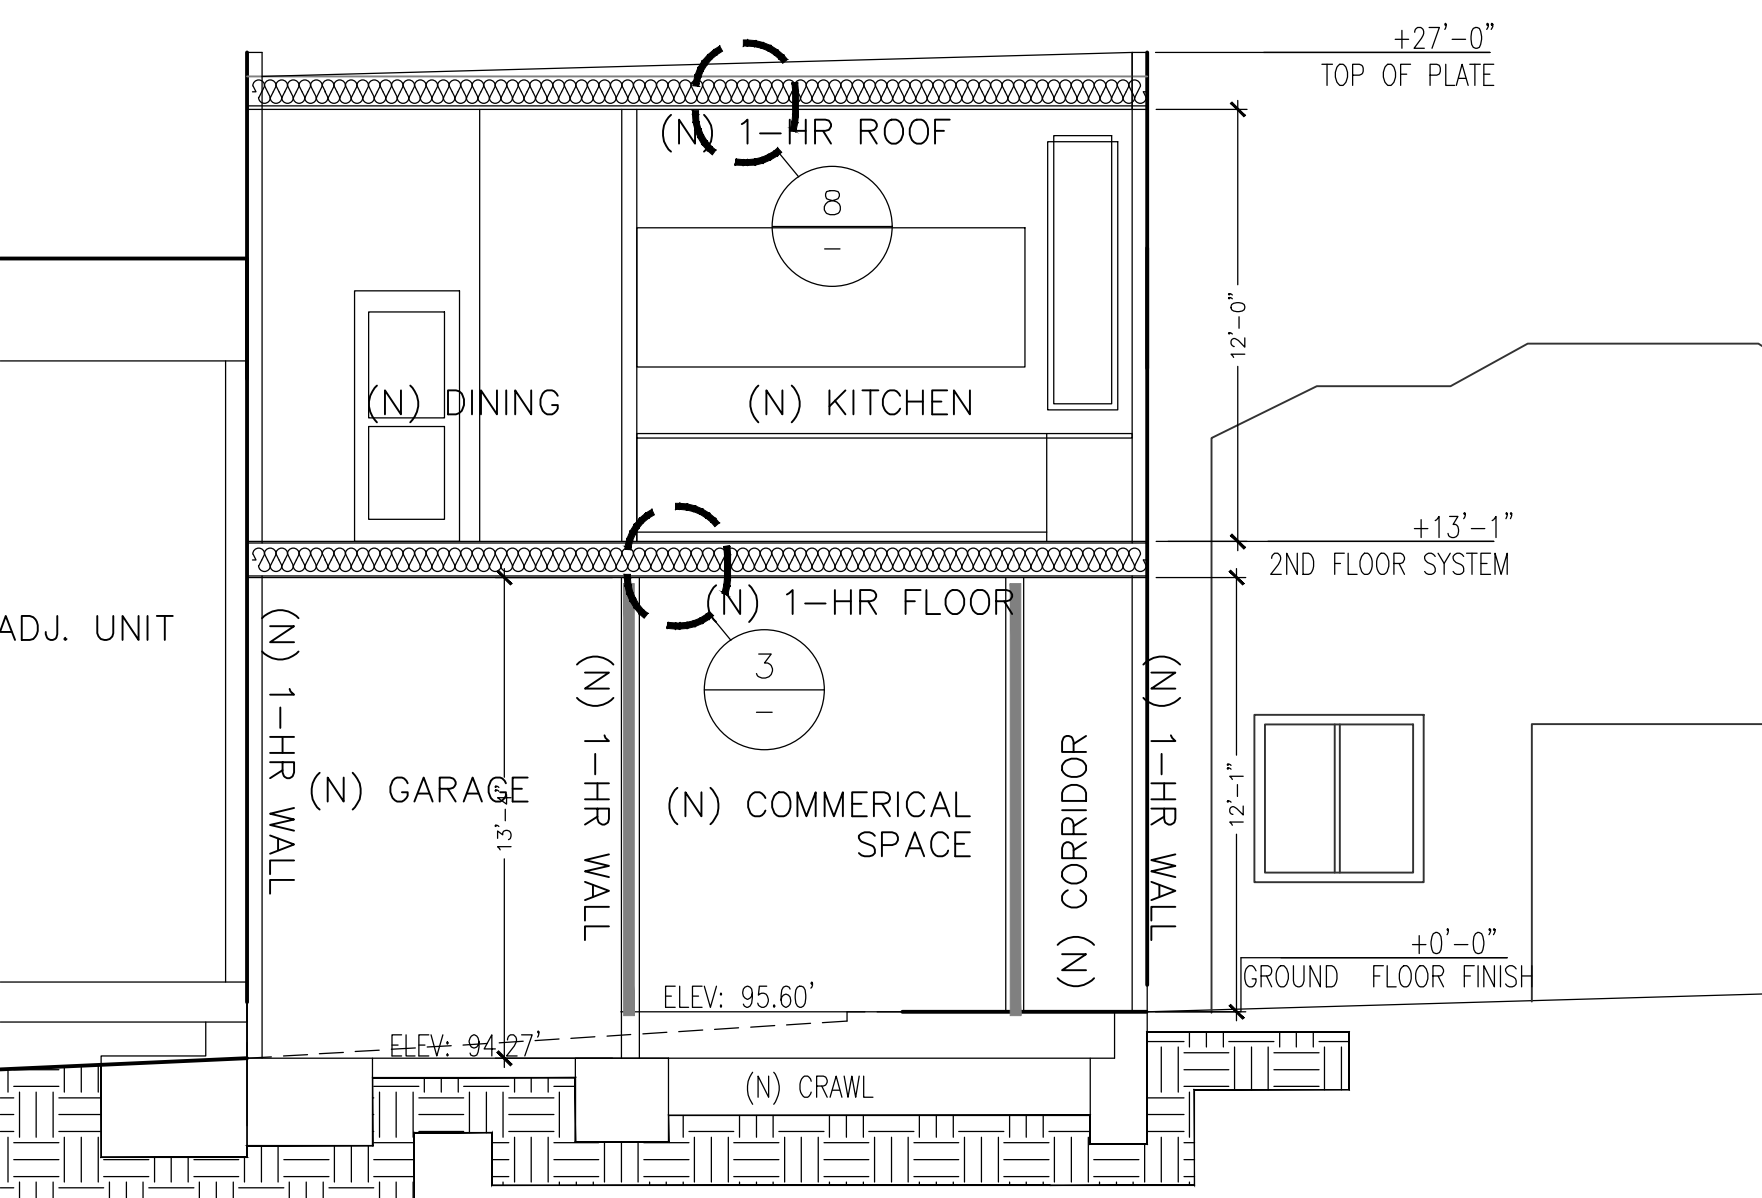 +27'-0"
TOP OF PLATE
(N) 1-HR ROOF
8
-
12'-0"
(N) DINING
(N) KITCHEN
+13'-1"
2ND FLOOR SYSTEM
(N) 1-HR FLOOR
ADJ. UNIT
3
-
(N) 1-HR WALL
(N) 1-HR WALL
(N) 1-HR WALL
(N) GARAGE
13'-4"
(N) COMMERICAL
SPACE
(N) CORRIDOR
12'-1"
+0'-0"
GROUND FLOOR FINISH
ELEV: 95.60'
ELEV: 94.27'
(N) CRAWL